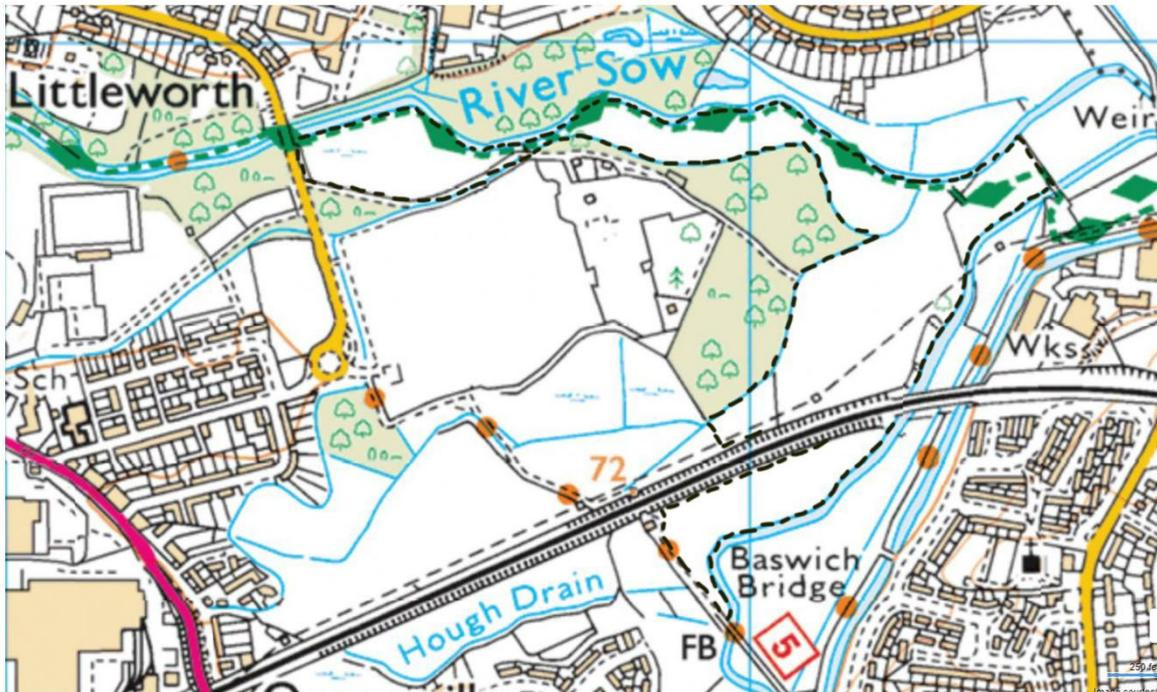 Littleworth
River Sow
Weir
Sch
Wks
72
Baswich
Bridge
Hough Drain
FB
5